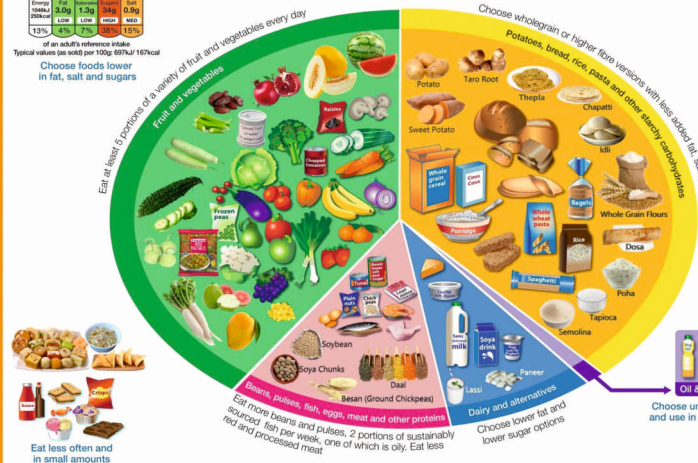 Energy
1046kJ
250kcal
13%
Fat
3.0g
LOW
4%
Saturates
1.3g
LOW
7%
Sugars
34g
HIGH
38%
Salt
0.9g
MED
15%
of an adult's reference intake
Typical values (as sold) per 100g: 697kJ/ 167kcal
Choose foods lower
in fat, salt and sugars
Eat at least 5 portions of a variety of fruit and vegetables every day
Fruit and vegetables
Raisins
Chopped
tomatoes
Frozen
peas
Choose wholegrain or higher fibre versions with less added fat,
Potatoes, bread, rice, pasta and other starchy carbohydrates
Potato
Taro Root
Thepla
Chapatti
Sweet Potato
Idli
Whole
grain
cereal
Cous
Cous
Bagels
Whole Grain Flours
Porridge
Whole
wheat
pasta
Rice
Dosa
Spaghetti
Poha
Tapioca
Semolina
Tuna
Plain
nuts
Chick
peas
Lean
mince
Soybean
Soya Chunks
Daal
Besan (Ground Chickpeas)
Beans, pulses, fish, eggs, meat and other proteins
Eat more beans and pulses, 2 portions of sustainably
sourced fish per week, one of which is oily. Eat less
red and processed meat
Semi
milk
Soya
drink
Paneer
Lassi
Dairy and alternatives
Choose lower fat and
lower sugar options
Oil &
Choose un
and use in
Sauce
Crisps
Eat less often and
in small amounts